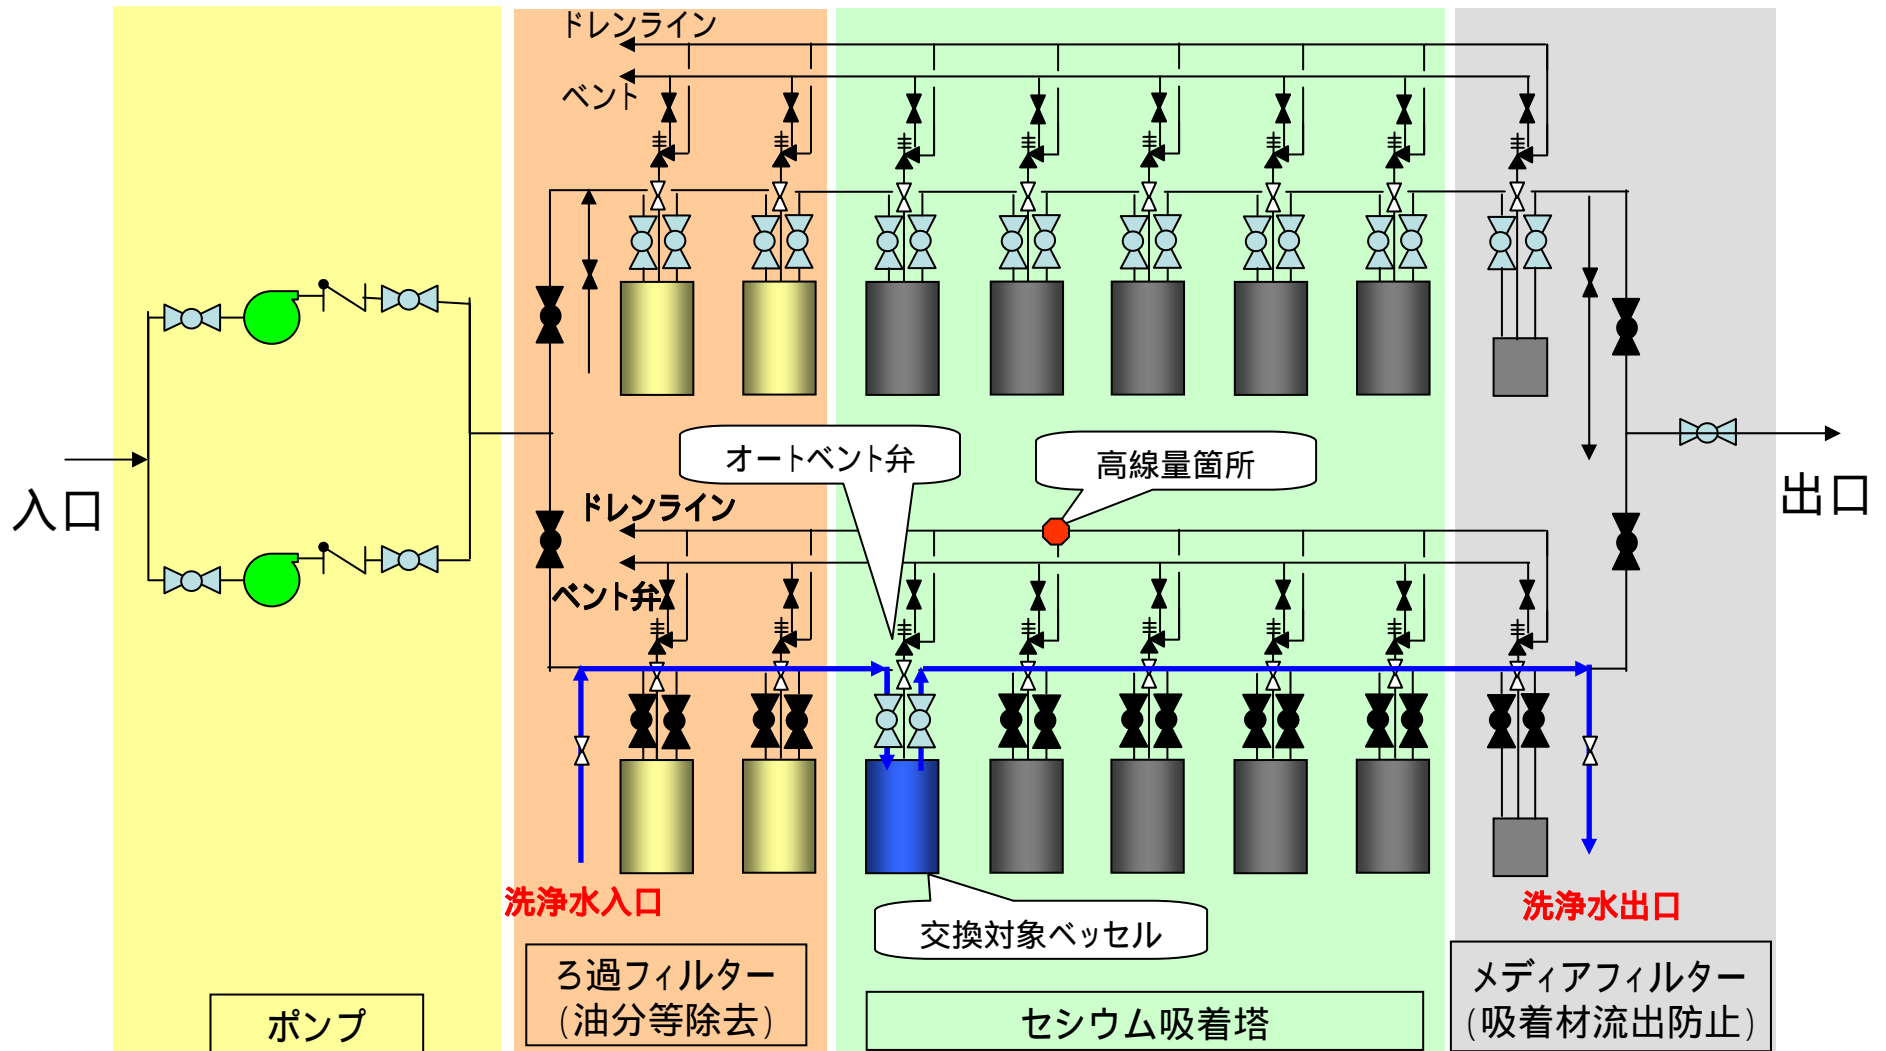 ドレンライン
ベント
オートベント弁
高線量箇所
入口
出口
ドレンライン
ベント弁
洗浄水入口
洗浄水出口
交換対象ベッセル
ポンプ
ろ過フィルター
（油分等除去）
セシウム吸着塔
メディアフィルター
（吸着材流出防止）